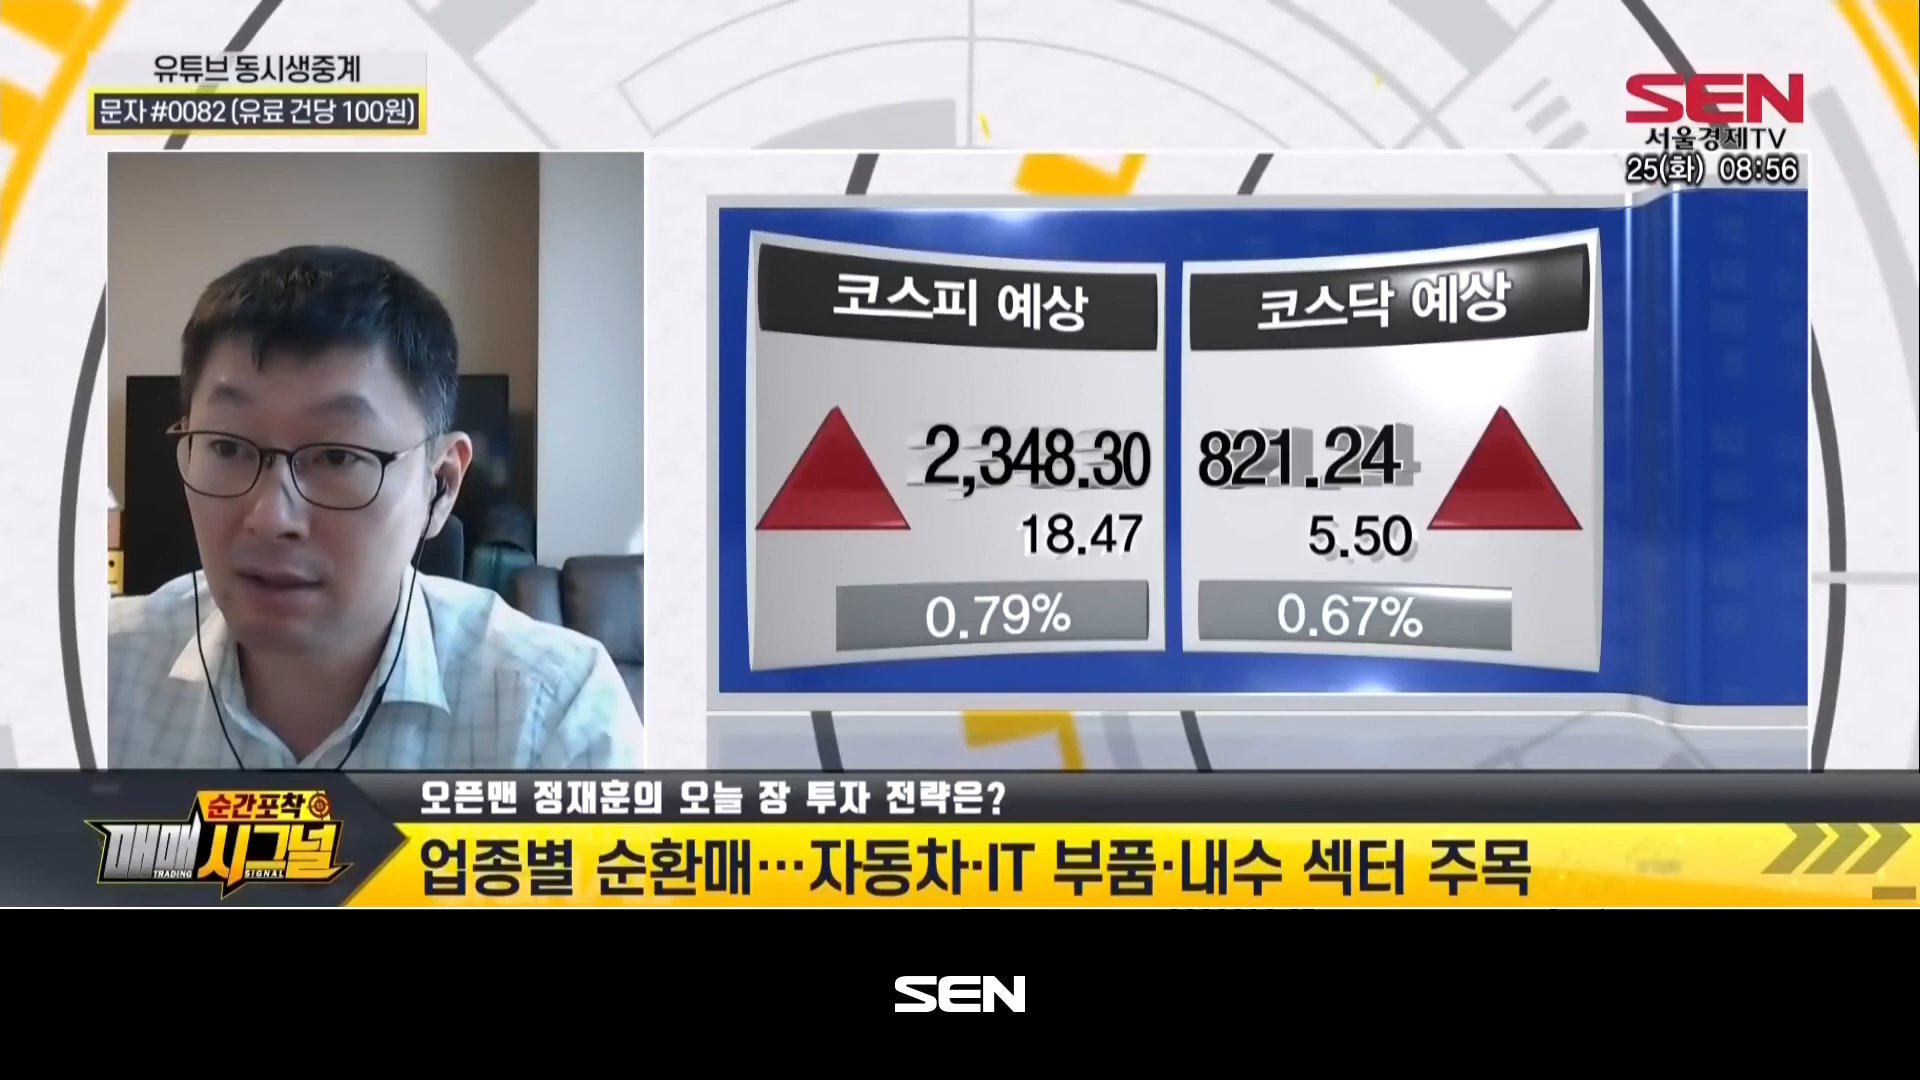 유튜브 동시생중계
문자 #0082 (유료 건당 100원)
SEN
서울경제TV
25(화) 08:56
코스피 예상
2,348.30
18.47
0.79%
코스닥 예상
821.24
5.50
0.67%
순간포착
매매시그널
TRADING SIGNAL
오픈맨 정재훈의 오늘 장 투자 전략은?
업종별 순환매…자동차·IT 부품·내수 섹터 주목
SEN